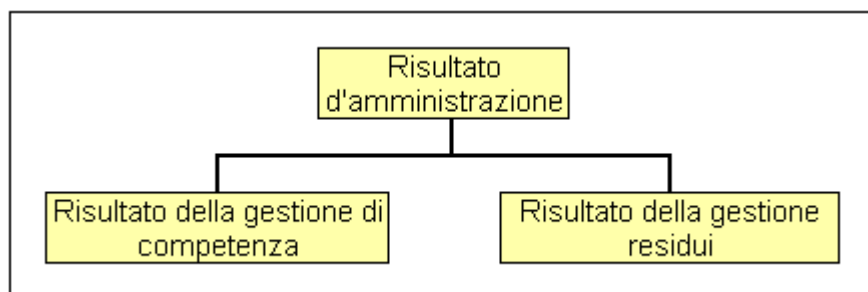 Risultato
d'amministrazione
Risultato della gestione di
competenza
Risultato della gestione
residui